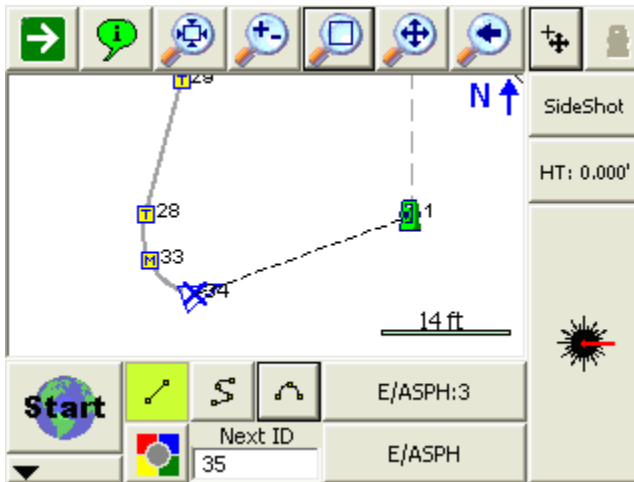 29
N
SideShot
HT: 0.000'
28
1
33
34
14 ft
Start
E/ASPH:3
Next ID
35
E/ASPH
T
T
M
i